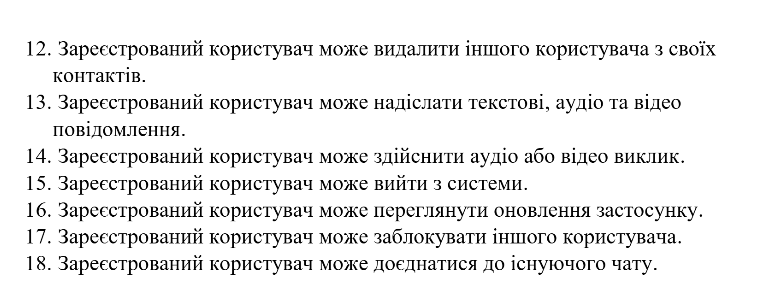 12. Зареєстрований користувач може видалити іншого користувача з своїх
контактів.
13. Зареєстрований користувач може надіслати текстові, аудіо та відео
повідомлення.
14. Зареєстрований користувач може здійснити аудіо або відео виклик.
15. Зареєстрований користувач може вийти з системи.
16. Зареєстрований користувач може переглянути оновлення застосунку.
17. Зареєстрований користувач може заблокувати іншого користувача.
18. Зареєстрований користувач може доєднатися до існуючого чату.